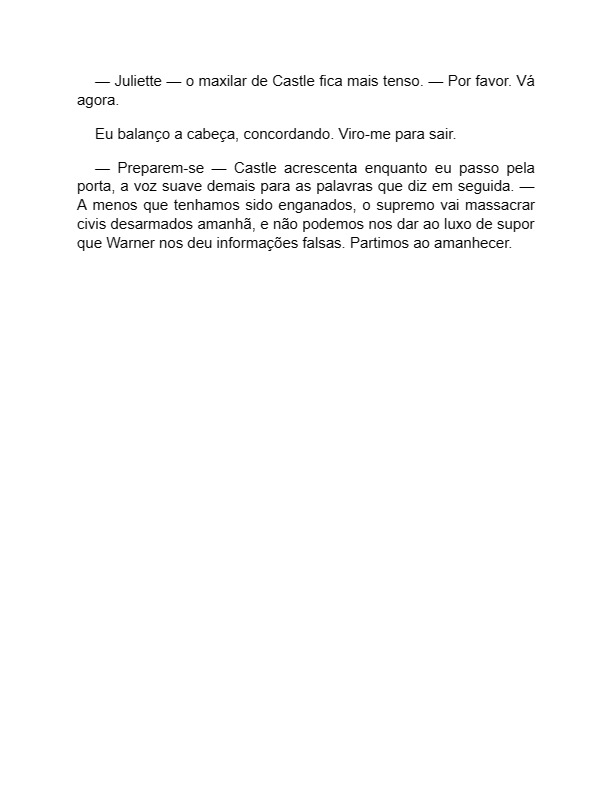 — Juliette — o maxilar de Castle fica mais tenso. — Por favor. Vá
agora.
Eu balanço a cabeça, concordando. Viro-me para sair.
— Preparem-se — Castle acrescenta enquanto eu passo pela
porta, a voz suave demais para as palavras que diz em seguida. —
A menos que tenhamos sido enganados, o supremo vai massacrar
civis desarmados amanhã, e não podemos nos dar ao luxo de supor
que Warner nos deu informações falsas. Partimos ao amanhecer.